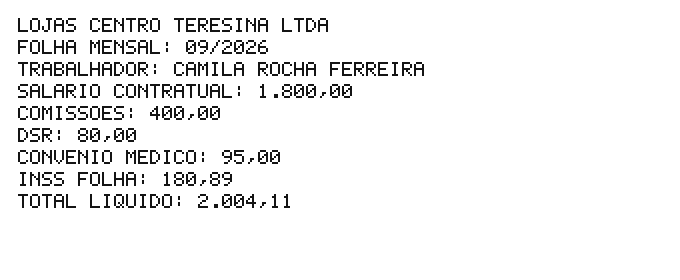 LOJAS CENTRO TERESINA LTDA
FOLHA MENSAL: 09/2026
TRABALHADOR: CAMILA ROCHA FERREIRA
SALARIO CONTRATUAL: 1.800,00
COMISSOES: 400,00
DSR: 80,00
CONVENIO MEDICO: 95,00
INSS FOLHA: 180,89
TOTAL LIQUIDO: 2.004,11